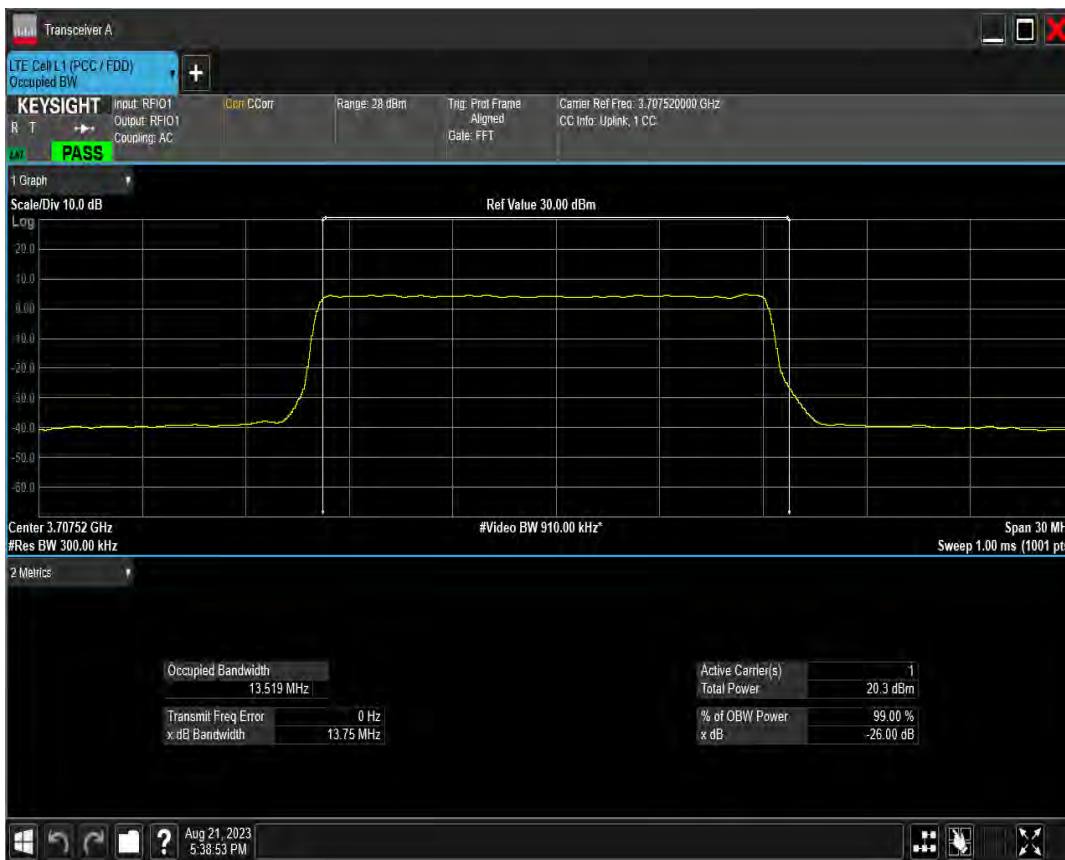 Transceiver A
LTE Cell L1 (PCC / FDD)
Occupied BW
+
KEYSIGHT
R T
PASS
Input: RFIO1
Output: RFIO1
Coupling: AC
Corr CCorr
Range: 28 dBm
Trig: Prot Frame
Aligned
Gate: FFT
Carrier Ref Freq: 3.707520000 GHz
CC Info: Uplink, 1 CC
1 Graph
Scale/Div 10.0 dB
Ref Value 30.00 dBm
Log
20.0
10.0
0.00
-10.0
-20.0
-30.0
-40.0
-50.0
-60.0
Center 3.70752 GHz
#Video BW 910.00 kHz*
Span 30 MH
#Res BW 300.00 kHz
Sweep 1.00 ms (1001 pt
2 Metrics
Occupied Bandwidth
13.519 MHz
Transmit Freq Error 0 Hz
x dB Bandwidth 13.75 MHz
Active Carrier(s) 1
Total Power 20.3 dBm
% of OBW Power 99.00 %
x dB -26.00 dB
?
Aug 21, 2023
5:38:53 PM